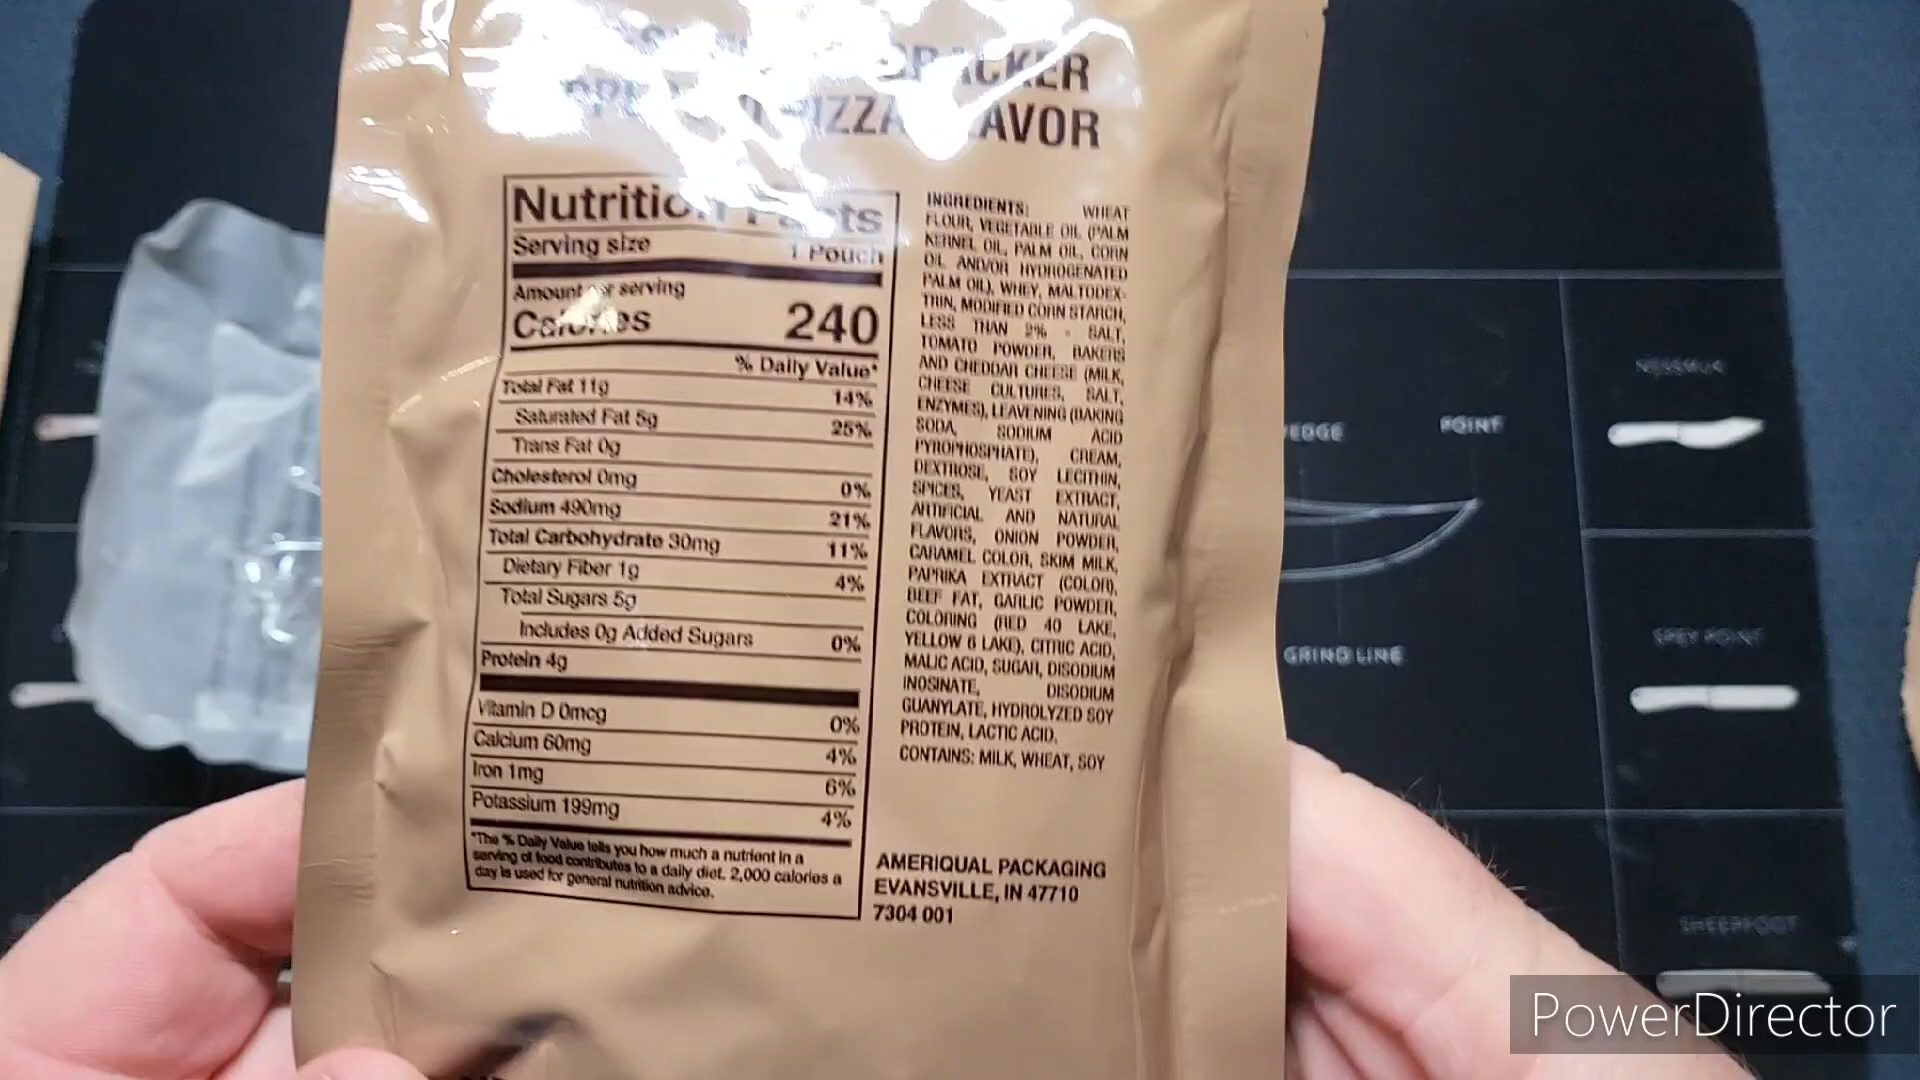 CRACKER
PIZZA FLAVOR
Nutrition Facts
Serving size 1 Pouch
Amount per serving
Calories 240
% Daily Value*
Total Fat 11g 14%
Saturated Fat 5g 25%
Trans Fat 0g
Cholesterol 0mg 0%
Sodium 490mg 21%
Total Carbohydrate 30mg 11%
Dietary Fiber 1g 4%
Total Sugars 5g
Includes 0g Added Sugars 0%
Protein 4g
Vitamin D 0mcg 0%
Calcium 60mg 4%
Iron 1mg 6%
Potassium 199mg 4%
*The % Daily Value tells you how much a nutrient in a
serving of food contributes to a daily diet. 2,000 calories a
day is used for general nutrition advice.
INGREDIENTS: WHEAT
FLOUR, VEGETABLE OIL (PALM
KERNEL OIL, PALM OIL, CORN
OIL AND/OR HYDROGENATED
PALM OIL), WHEY, MALTODEX-
TRIN, MODIFIED CORN STARCH,
LESS THAN 2% - SALT,
TOMATO POWDER, BAKERS
AND CHEDDAR CHEESE (MILK,
CHEESE CULTURES, SALT,
ENZYMES), LEAVENING (BAKING
SODA, SODIUM ACID
PYROPHOSPHATE), CREAM,
DEXTROSE, SOY LECITHIN,
SPICES, YEAST EXTRACT,
ARTIFICIAL AND NATURAL
FLAVORS, ONION POWDER,
CARAMEL COLOR, SKIM MILK,
PAPRIKA EXTRACT (COLOR),
BEEF FAT, GARLIC POWDER,
COLORING (RED 40 LAKE,
YELLOW 6 LAKE), CITRIC ACID,
MALIC ACID, SUGAR, DISODIUM
INOSINATE, DISODIUM
GUANYLATE, HYDROLYZED SOY
PROTEIN, LACTIC ACID.
CONTAINS: MILK, WHEAT, SOY
AMERIQUAL PACKAGING
EVANSVILLE, IN 47710
7304 001
EDGE
POINT
GRIND LINE
NESSMUK
SPEY POINT
SHEEPFOOT
PowerDirector